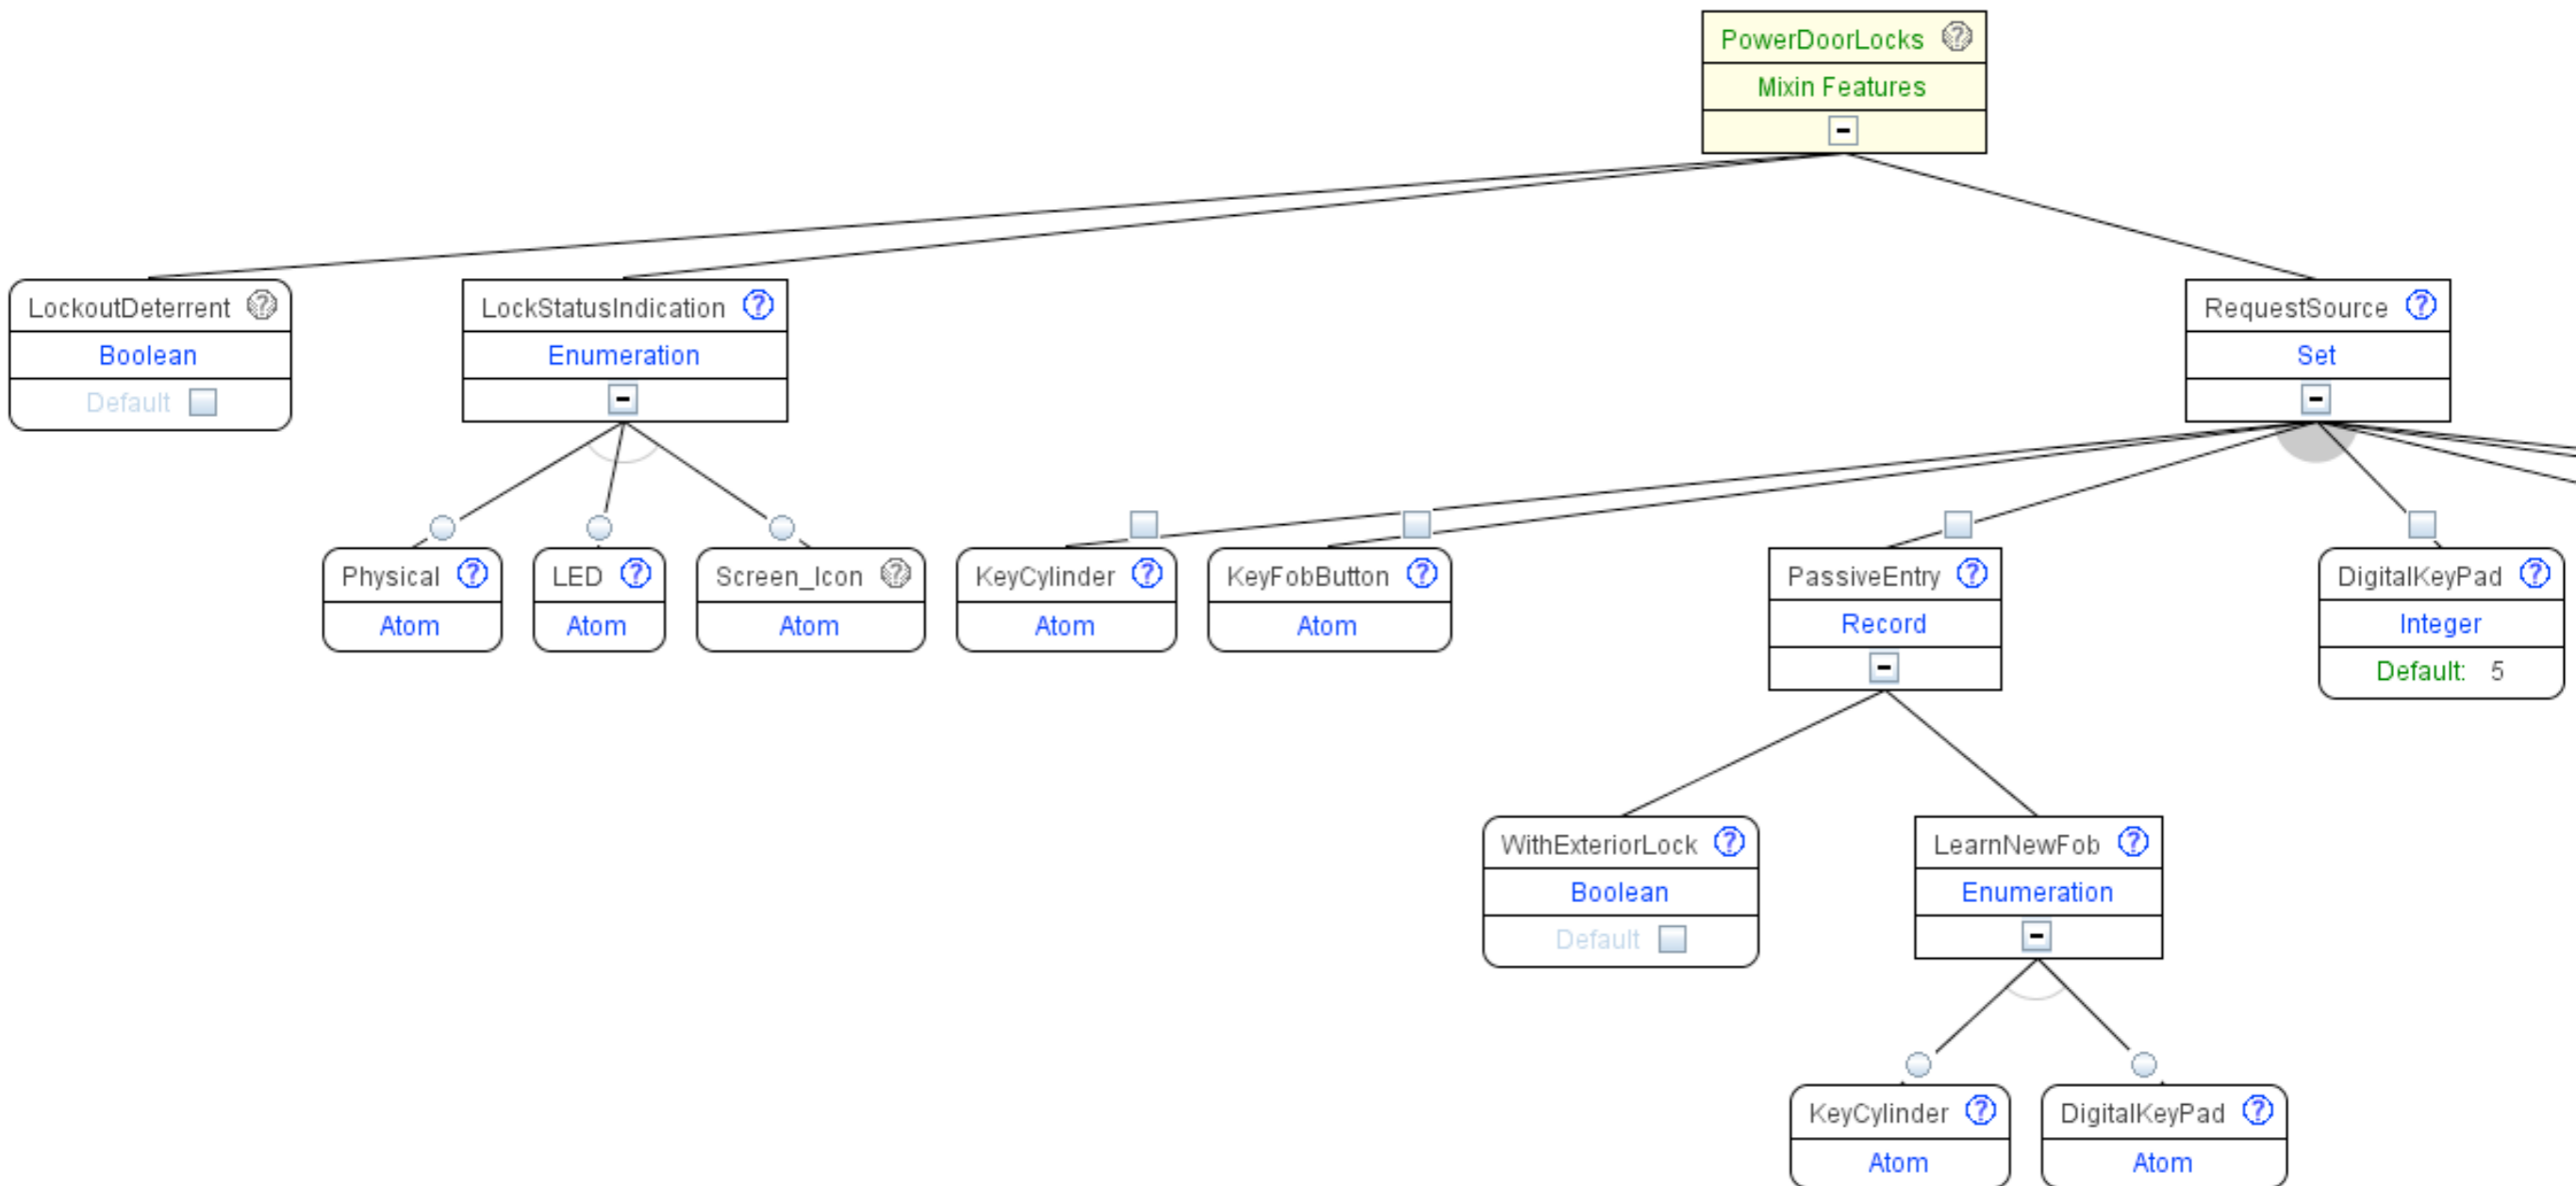 PowerDoorLocks ?
Mixin Features
LockoutDeterrent ?
Boolean
Default
LockStatusIndication ?
Enumeration
RequestSource ?
Set
Physical ?
Atom
LED ?
Atom
Screen_Icon ?
Atom
KeyCylinder ?
Atom
KeyFobButton ?
Atom
PassiveEntry ?
Record
DigitalKeyPad ?
Integer
Default: 5
WithExteriorLock ?
Boolean
Default
LearnNewFob ?
Enumeration
KeyCylinder ?
Atom
DigitalKeyPad ?
Atom